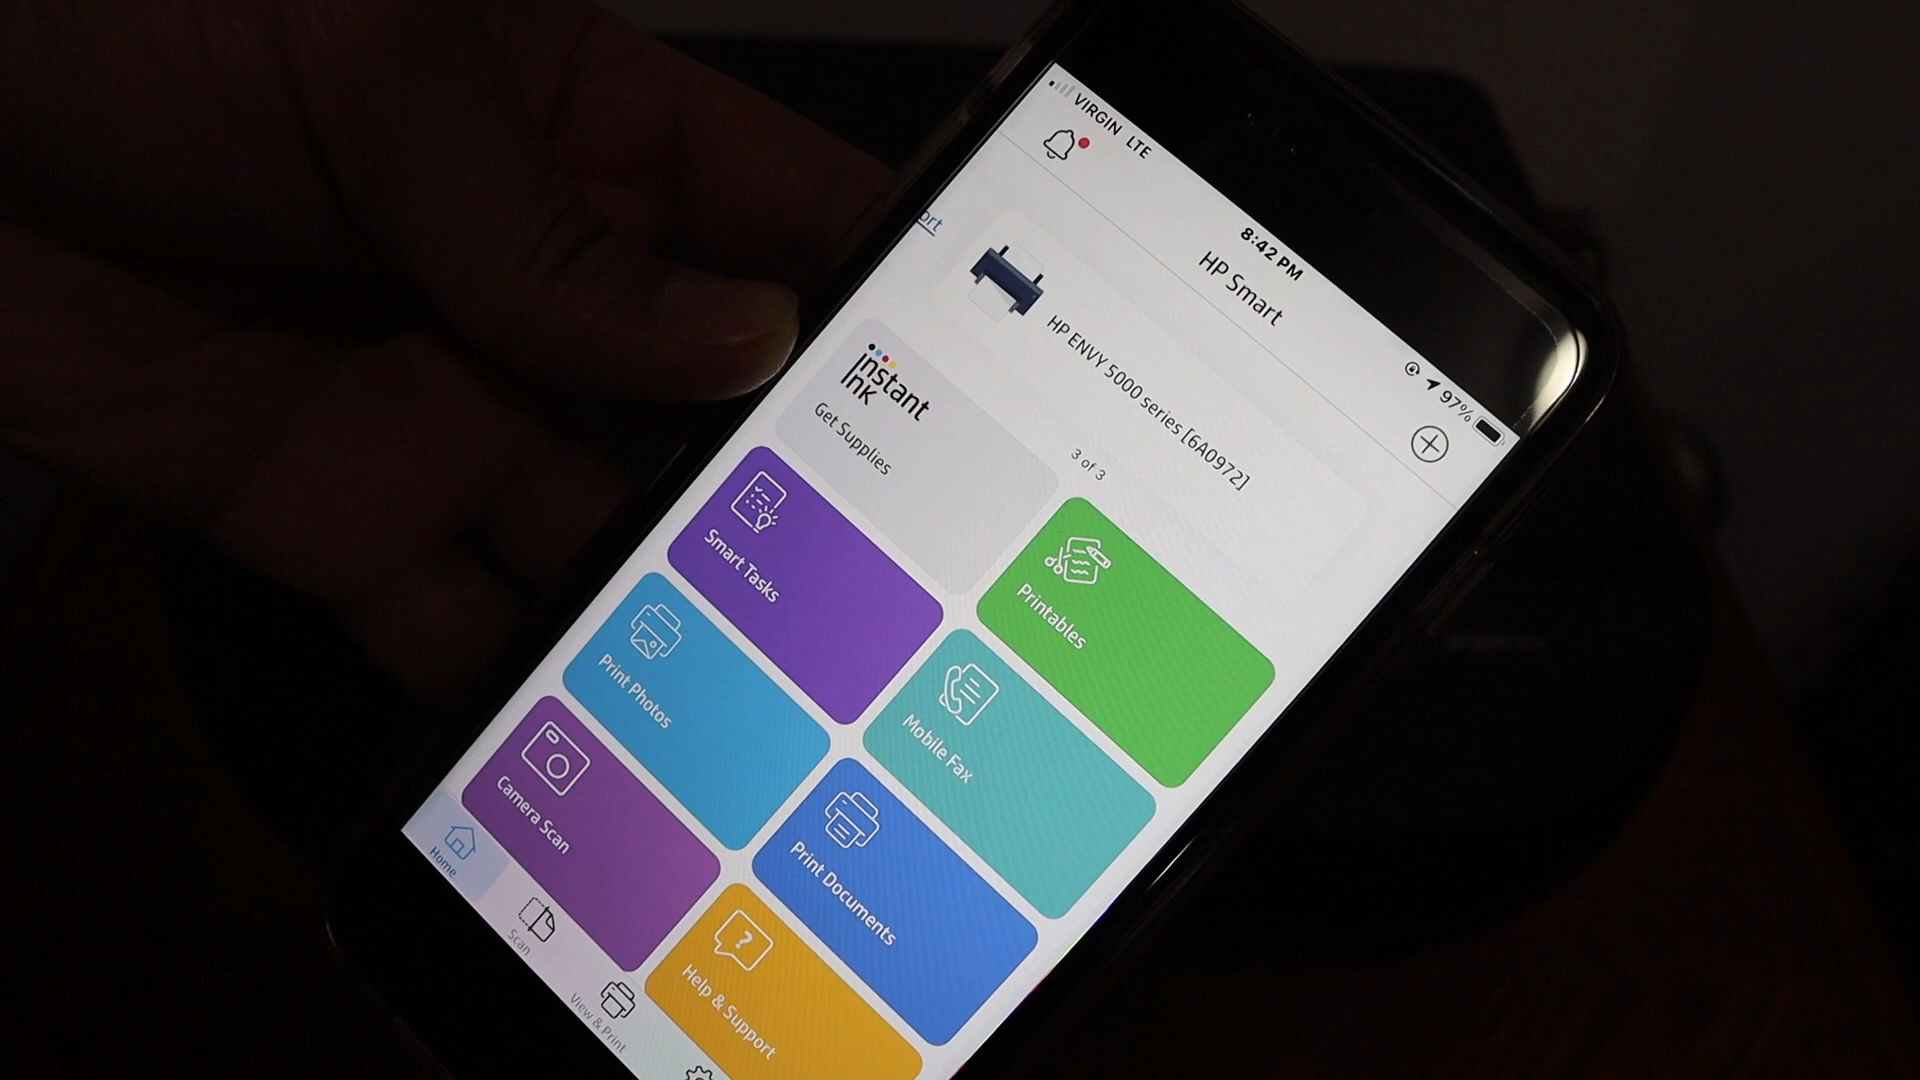 VIRGIN LTE
8:42 PM
97%
HP Smart
ort
HP ENVY 5000 series [6A0972]
3 of 3
Instant
Ink
Get Supplies
Printables
Smart Tasks
Mobile Fax
Print Photos
Print Documents
Camera Scan
Help & Support
Home
Scan
View & Print